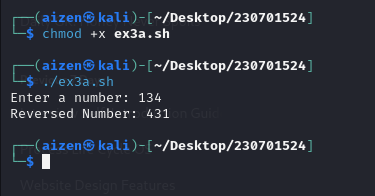 ┌──(aizen㉿kali)-[~/Desktop/230701524]
└─$ chmod +x ex3a.sh
┌──(aizen㉿kali)-[~/Desktop/230701524]
└─$ ./ex3a.sh
Enter a number: 134
Reversed Number: 431
┌──(aizen㉿kali)-[~/Desktop/230701524]
└─$
Website Design Features